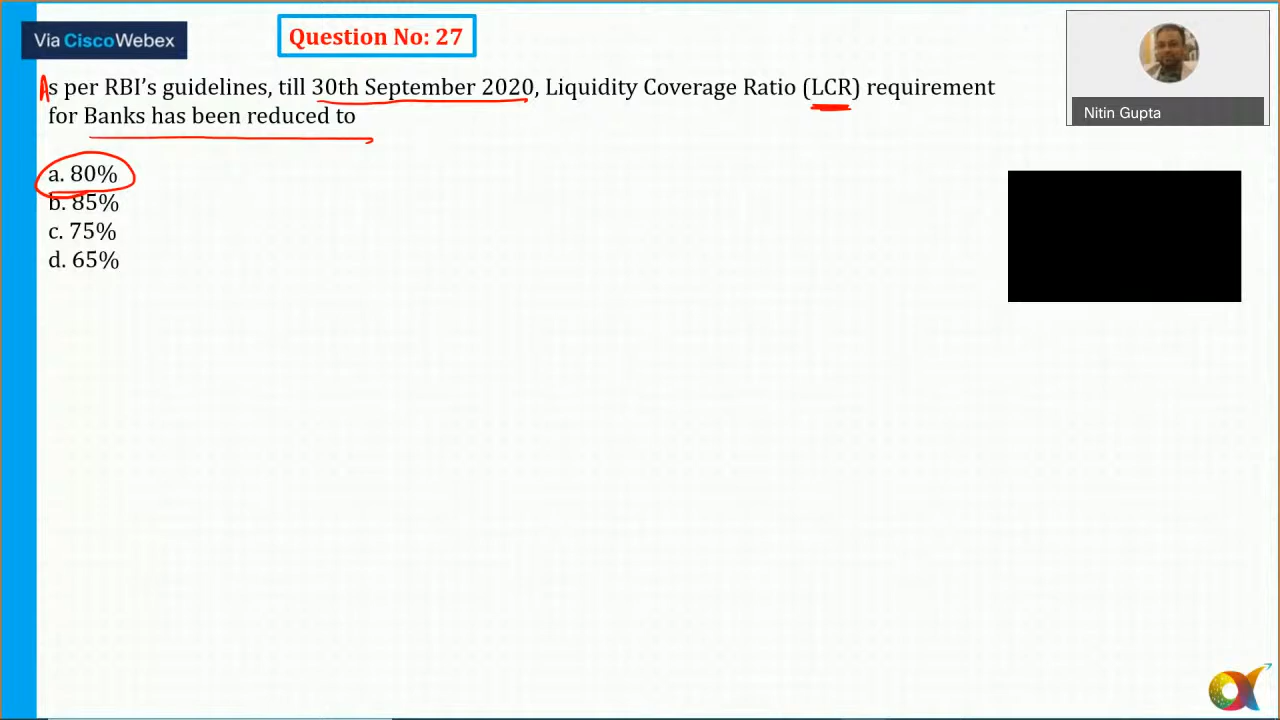 Via CiscoWebex
Question No: 27
As per RBI’s guidelines, till 30th September 2020, Liquidity Coverage Ratio (LCR) requirement
for Banks has been reduced to
a. 80%
b. 85%
c. 75%
d. 65%
Nitin Gupta